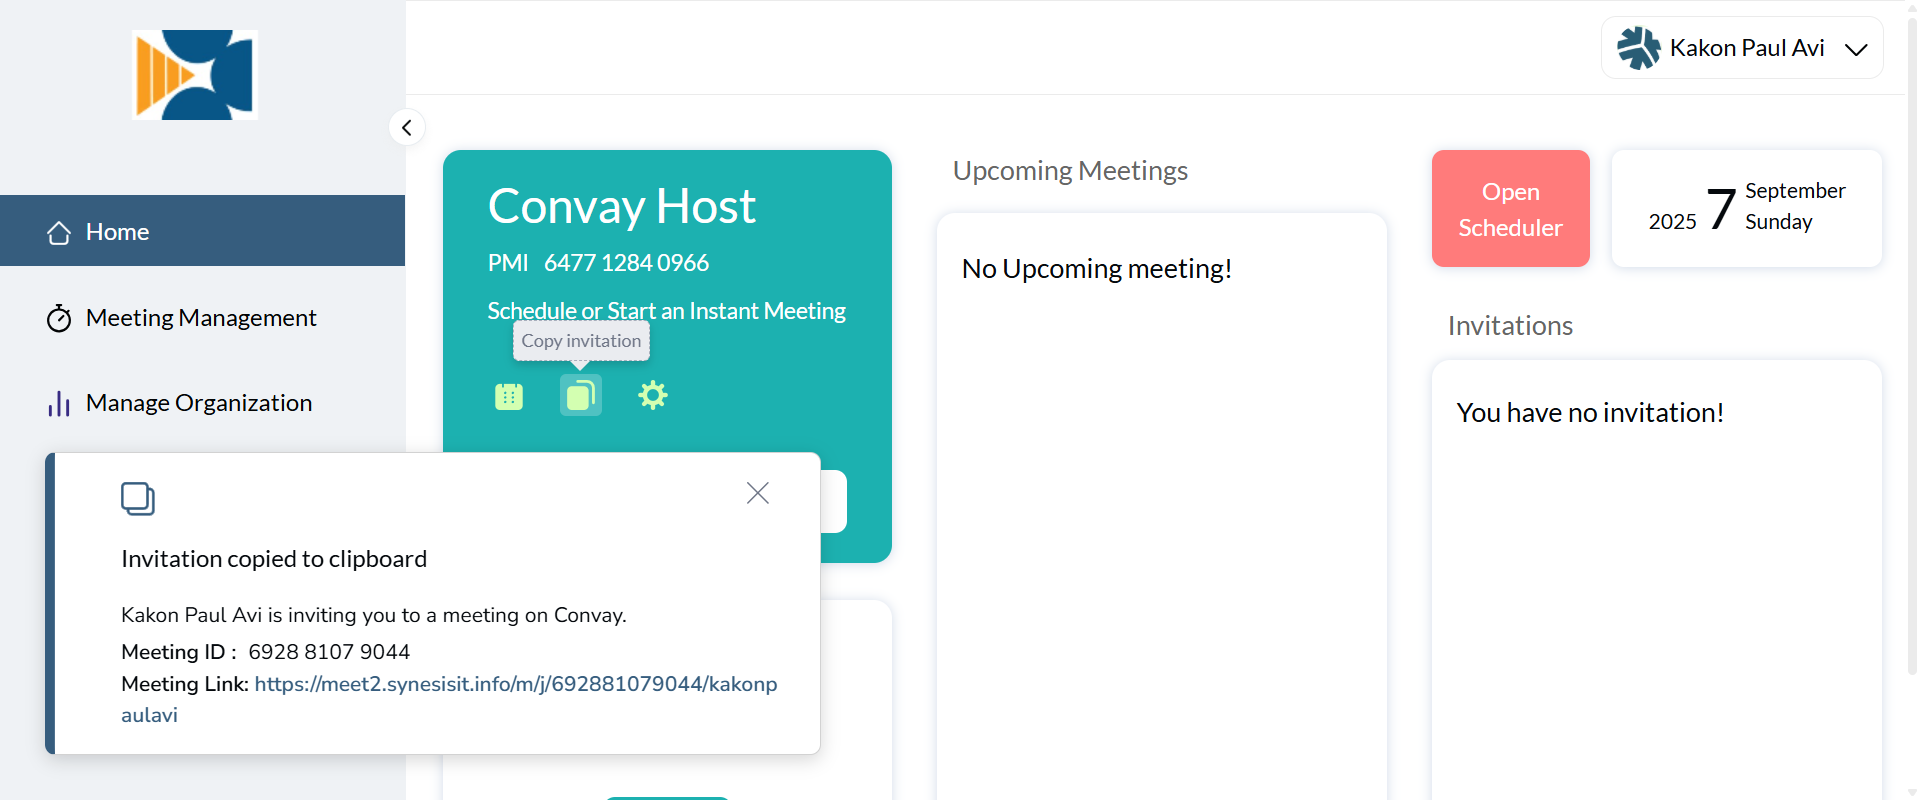 Kakon Paul Avi
Home
Meeting Management
Manage Organization
Convay Host
PMI 6477 1284 0966
Schedule or Start an Instant Meeting
Copy invitation
Upcoming Meetings
No Upcoming meeting!
Open
Scheduler
2025 7 September
Sunday
Invitations
You have no invitation!
Invitation copied to clipboard
Kakon Paul Avi is inviting you to a meeting on Convay.
Meeting ID : 6928 8107 9044
Meeting Link: https://meet2.synesisit.info/m/j/692881079044/kakonp
aulavi